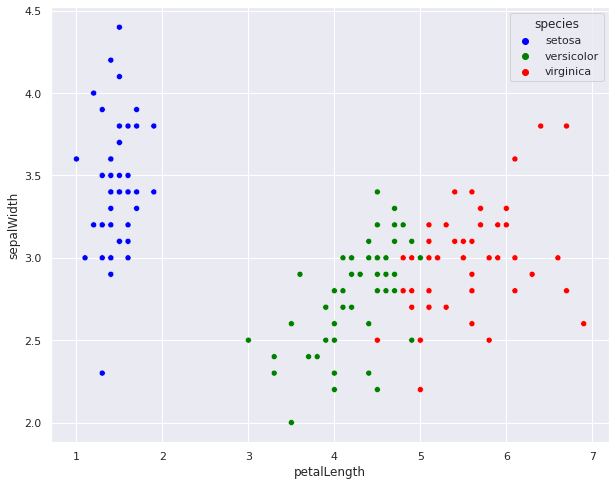 4.5
4.0
3.5
3.0
2.5
2.0
sepalWidth
1
2
3
4
5
6
7
petalLength
species
setosa
versicolor
virginica